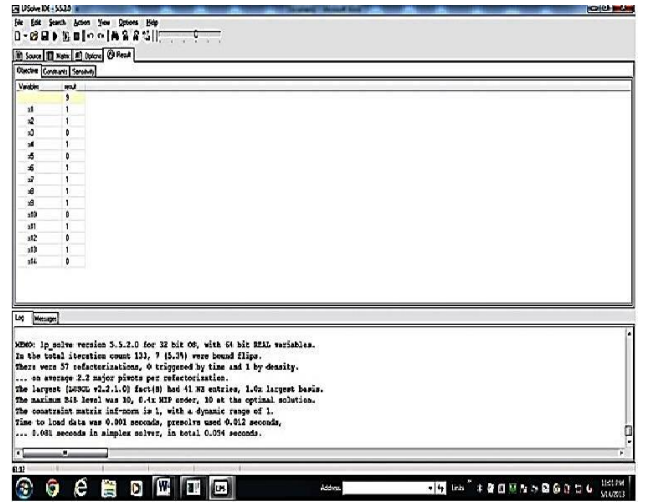 LPSolve IDE - 5.5.2.0
File Edit Search Action View Options Help
Source Matrix Options Result
Objective Constraints Sensitivity
Variables result
9
x1 1
x2 1
x3 0
x4 1
x5 0
x6 1
x7 1
x8 1
x9 1
x10 0
x11 1
x12 0
x13 1
x14 0
Log Messages
MEMO: lp_solve version 5.5.2.0 for 32 bit OS, with 64 bit REAL variables.
In the total iteration count 133, 7 (5.3%) were bound flips.
There were 57 refactorizations, 0 triggered by time and 1 by density.
... on average 2.2 major pivots per refactorization.
The largest [LUSOL v2.2.1.0] fact(B) had 41 NZ entries, 1.0x largest basis.
The maximum B&B level was 10, 0.4x MIP order, 10 at the optimal solution.
The constraint matrix inf-norm is 1, with a dynamic range of 1.
Time to load data was 0.001 seconds, presolve used 0.012 seconds,
... 0.081 seconds in simplex solver, in total 0.094 seconds.
Address
Links
11:51 PM
5/14/2013